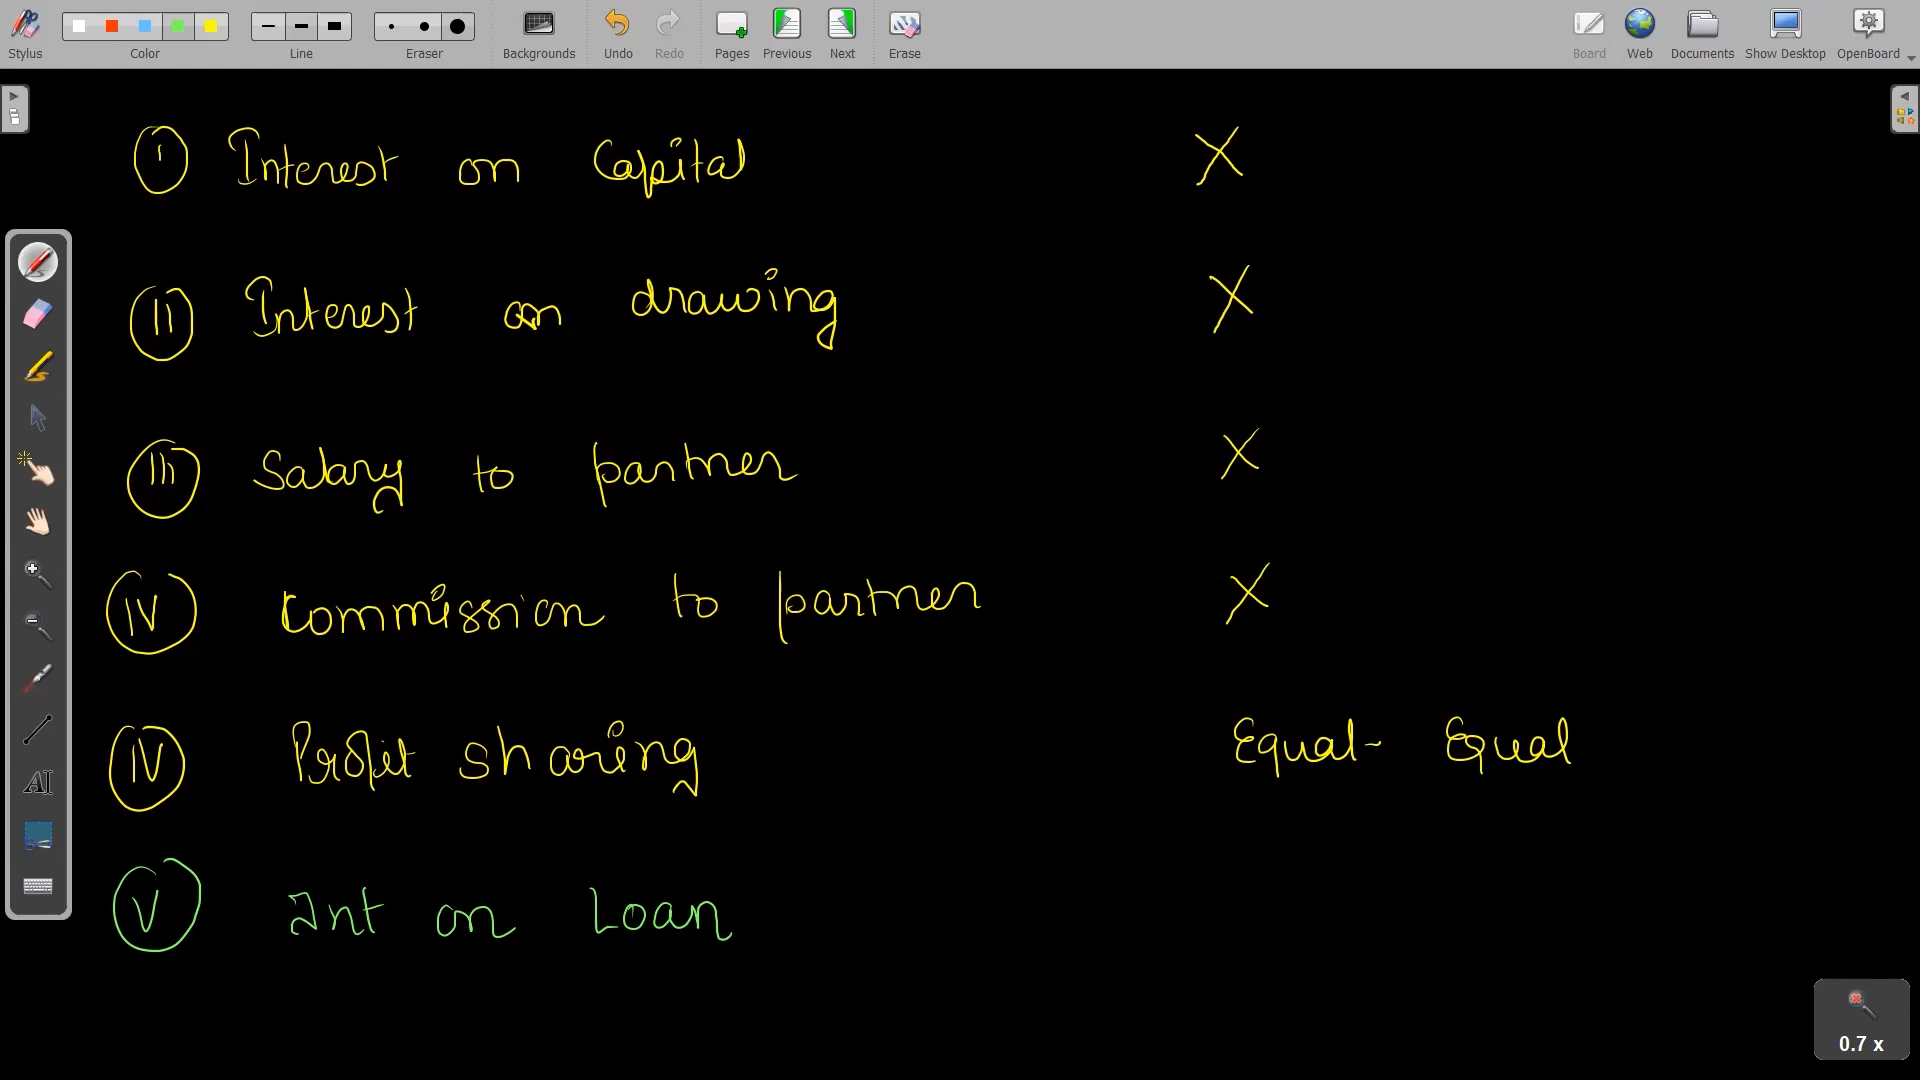 Stylus Color Line Eraser Backgrounds Undo Redo Pages Previous Next Erase Board Web Documents Show Desktop OpenBoard
I Interest on Capital X
II Interest on drawing X
III Salary to partner X
IV Commission to partner X
IV Profit sharing Equal- Equal
V Int on Loan
0.7 x